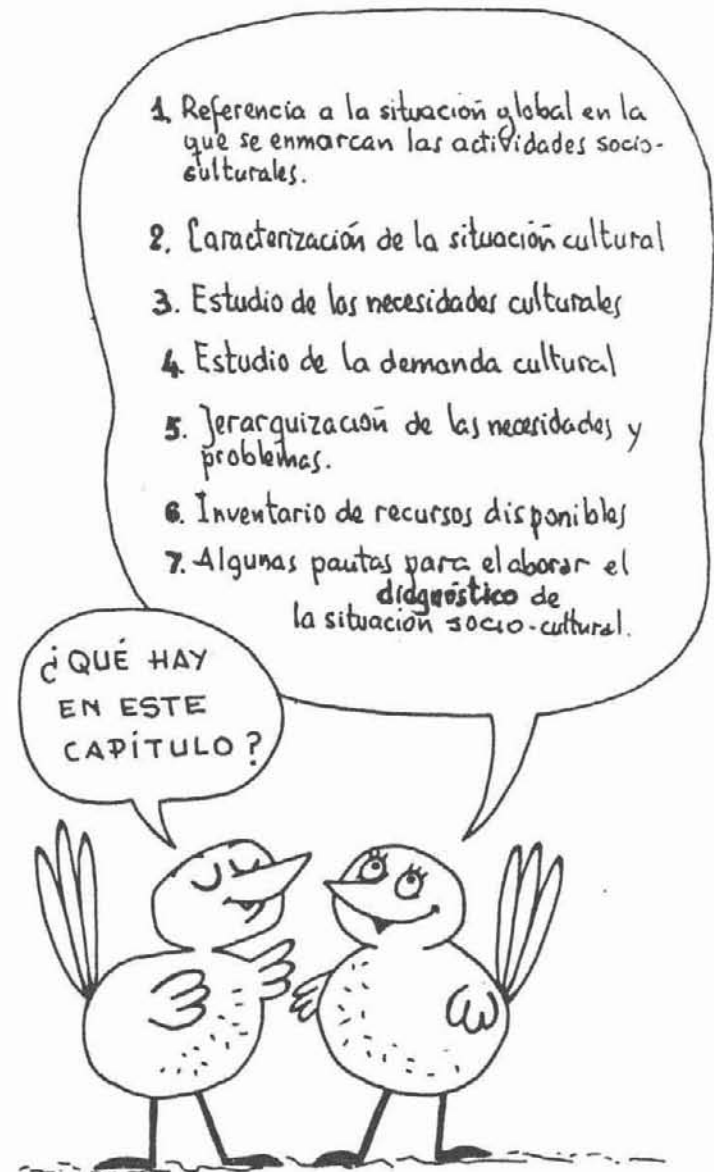 ¿QUÉ HAY
EN ESTE
CAPÍTULO?
1. Referencia a la situación global en la
que se enmarcan las actividades socio-
culturales.
2. Caracterización de la situación cultural
3. Estudio de las necesidades culturales
4. Estudio de la demanda cultural
5. Jerarquización de las necesidades y
problemas.
6. Inventario de recursos disponibles
7. Algunas pautas para elaborar el
diagnóstico de
la situación socio-cultural.